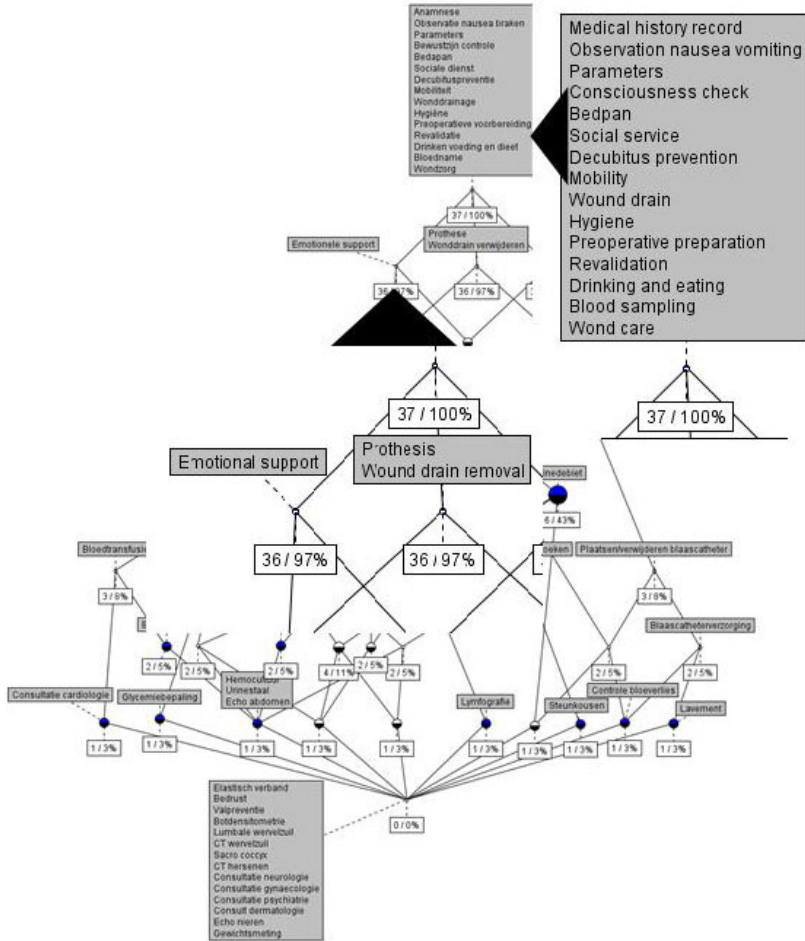 Anamnese
Observatie nausea braken
Parameters
Bewustzijn controle
Bedapan
Sociale dienst
Decubituspreventie
Mobiliteit
Wonddrainage
Hygiëne
Preoperatieve voorbereiding
Revalidatie
Drinken voeding en dieet
Bloedname
Wondzorg
Medical history record
Observation nausea vomiting
Parameters
Consciousness check
Bedpan
Social service
Decubitus prevention
Mobility
Wound drain
Hygiene
Preoperative preparation
Revalidation
Drinking and eating
Blood sampling
Wond care
37 / 100%
Emotionele support
Prothese
Wonddrain verwijderen
36 / 97%
36 / 97%
37 / 100%
37 / 100%
Emotional support
Prothesis
Wound drain removal
36 / 97%
36 / 97%
inedebiet
6 / 43%
oeken
Plaatsen/verwijderen blaascatheter
3 / 8%
Bloedtransfusie
3 / 8%
Blaascatheterverzorging
2 / 5%
2 / 5%
2 / 5%
4 / 11%
2 / 5%
2 / 5%
2 / 5%
2 / 5%
Hemocultuur
Urinestaal
Echo abdomen
Consultatie cardiologie
Glycemiebepaling
Lymfografie
Steunkousen
Controle bloeverlies
Lavement
1 / 3%
1 / 3%
1 / 3%
1 / 3%
1 / 3%
1 / 3%
1 / 3%
1 / 3%
1 / 3%
1 / 3%
0 / 0%
Elastisch verband
Bedrust
Valpreventie
Botdensitometrie
Lumbale wervelzuil
CT wervelzuil
Sacro coccyx
CT hersenen
Consultatie neurologie
Consultatie gynaecologie
Consultatie psychiatrie
Consult dermatologie
Echo nieren
Gewichtsmeting